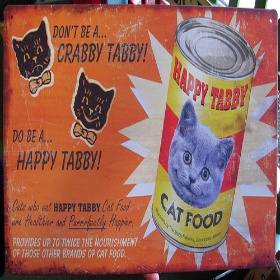 DON'T BE A...
CRABBY TABBY!
HAPPY TABBY
DO BE A...
HAPPY TABBY!
CAT FOOD
Cats who eat HAPPY TABBY Cat Food
are Healthier and Purrrfectly Happier.
PROVIDES UP TO TWICE THE NOURISHMENT
OF THOSE OTHER BRANDS OF CAT FOOD.